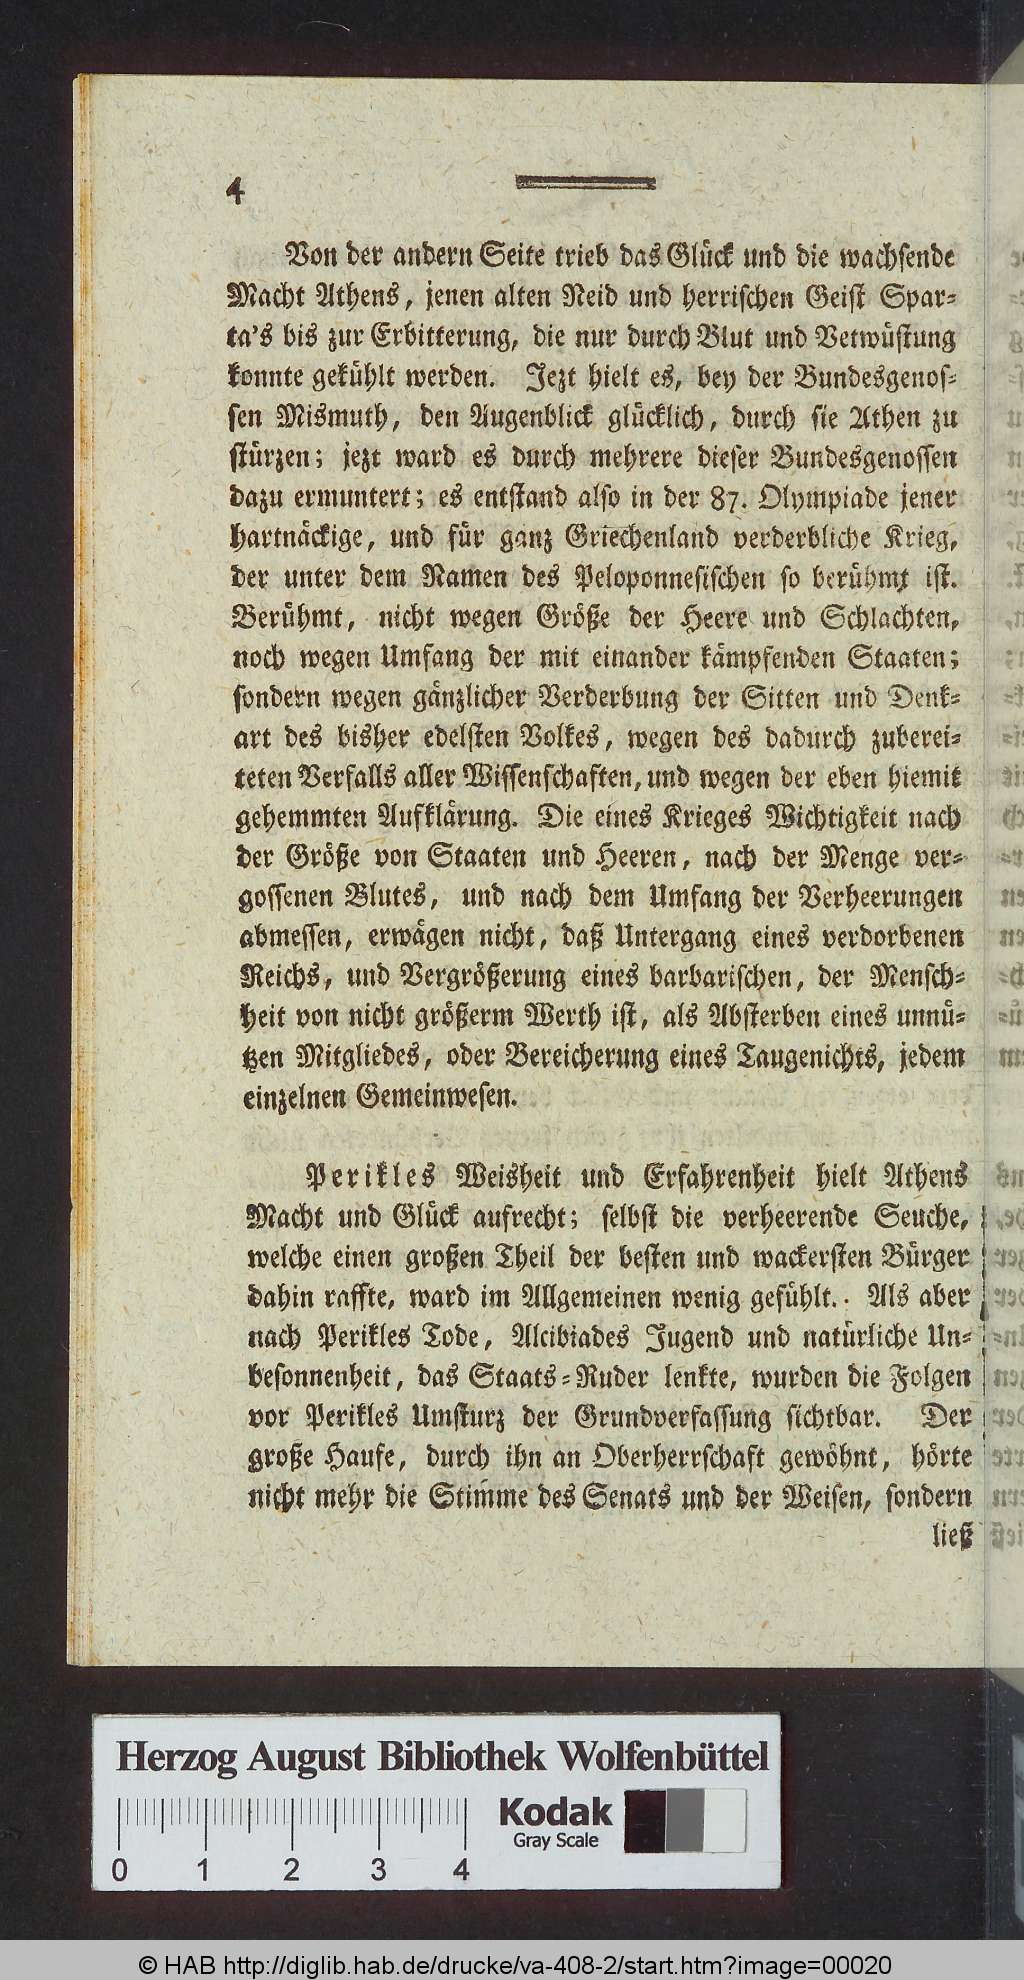 4
Von der andern Seite trieb das Glück und die wachsende
Macht Athens, jenen alten Neid und herrischen Geist Spar-
ta's bis zur Erbitterung, die nur durch Blut und Vetwüstung
konnte gekühlt werden. Jezt hielt es, bey der Bundesgenos-
sen Mismuth, den Augenblick glücklich, durch sie Athen zu
stürzen; jezt ward es durch mehrere dieser Bundesgenossen
dazu ermuntert; es entstand also in der 87. Olympiade jener
hartnäckige, und für ganz Griechenland verderbliche Krieg,
der unter dem Namen des Peloponnesischen so berühmt ist.
Berühmt, nicht wegen Größe der Heere und Schlachten,
noch wegen Umfang der mit einander kämpfenden Staaten;
sondern wegen gänzlicher Verderbung der Sitten und Denk-
art des bisher edelsten Volkes, wegen des dadurch zuberei-
teten Verfalls aller Wissenschaften, und wegen der eben hiemit
gehemmten Aufklärung. Die eines Krieges Wichtigkeit nach
der Größe von Staaten und Heeren, nach der Menge ver-
gossenen Blutes, und nach dem Umfang der Verheerungen
abmessen, erwägen nicht, daß Untergang eines verdorbenen
Reichs, und Vergrößerung eines barbarischen, der Mensch-
heit von nicht größerm Werth ist, als Absterben eines unnü-
tzen Mitgliedes, oder Bereicherung eines Taugenichts, jedem
einzelnen Gemeinwesen.
Perikles Weisheit und Erfahrenheit hielt Athens
Macht und Glück aufrecht; selbst die verheerende Seuche,
welche einen großen Theil der besten und wackersten Bürger
dahin raffte, ward im Allgemeinen wenig gefühlt. Als aber
nach Perikles Tode, Alcibiades Jugend und natürliche Un-
besonnenheit, das Staats-Ruder lenkte, wurden die Folgen
vor Perikles Umsturz der Grundverfassung sichtbar. Der
große Haufe, durch ihn an Oberherrschaft gewöhnt, hörte
nicht mehr die Stimme des Senats und der Weisen, sondern
ließ
Herzog August Bibliothek Wolfenbüttel
Kodak
Gray Scale
0 1 2 3 4
© HAB http://diglib.hab.de/drucke/va-408-2/start.htm?image=00020